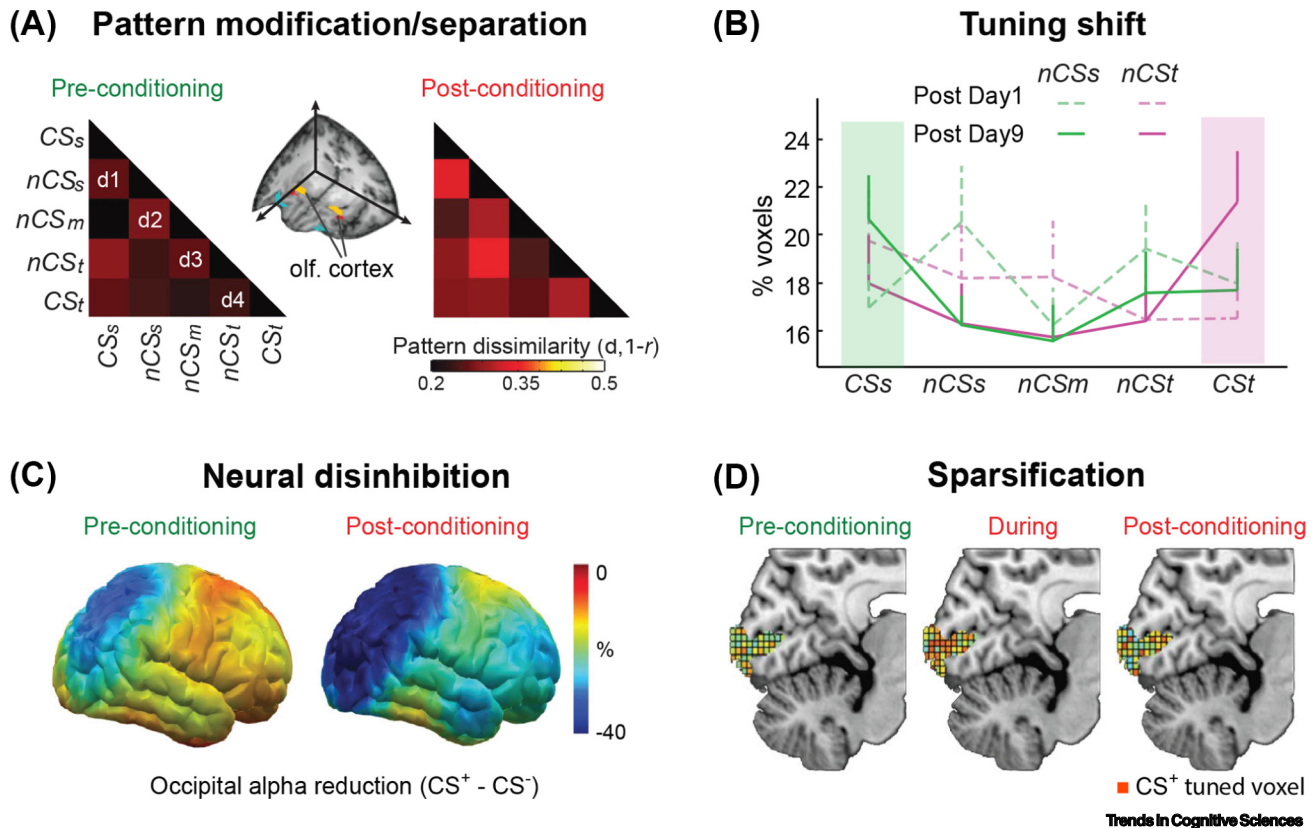 (A) Pattern modification/separation
Pre-conditioning
Post-conditioning
CSs
nCSs
nCSm
nCSt
CSt
d1
d2
d3
d4
CSs
nCSs
nCSm
nCSt
CSt
olf. cortex
Pattern dissimilarity (d,1-r)
0.2 0.35 0.5
(B) Tuning shift
nCSs nCSt
Post Day1
Post Day9
% voxels
24
22
20
18
16
CSs nCSs nCSm nCSt CSt
(C) Neural disinhibition
Pre-conditioning
Post-conditioning
0
%
-40
Occipital alpha reduction (CS+ - CS-)
(D) Sparsification
Pre-conditioning
During
Post-conditioning
CS+ tuned voxel
Trends in Cognitive Sciences